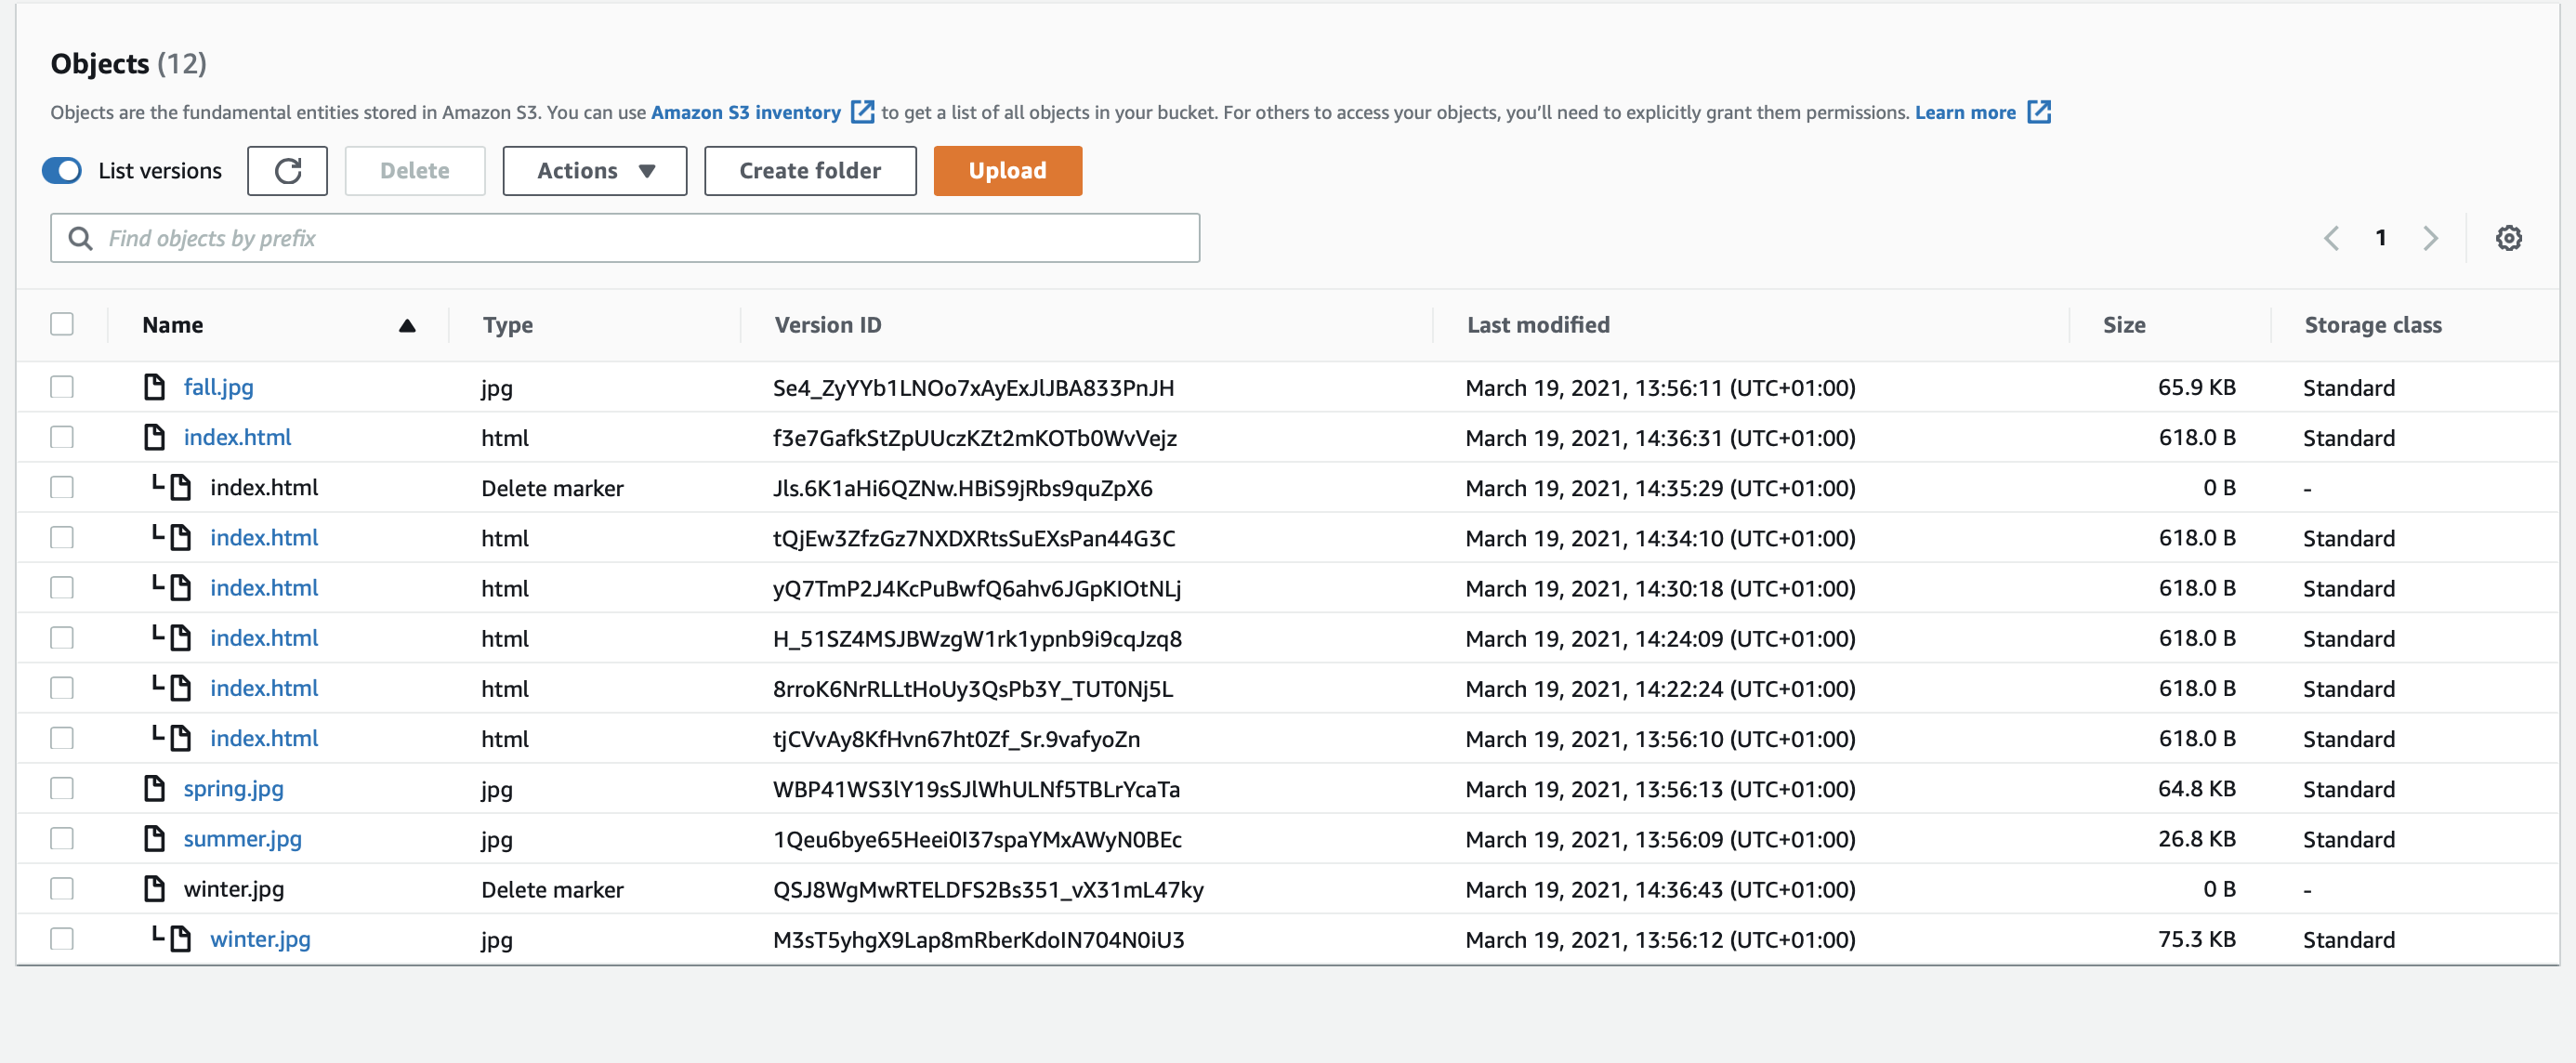 Objects (12)
Objects are the fundamental entities stored in Amazon S3. You can use Amazon S3 inventory to get a list of all objects in your bucket. For others to access your objects, you’ll need to explicitly grant them permissions. Learn more
List versions Delete Actions Create folder Upload
Find objects by prefix 1
Name Type Version ID Last modified Size Storage class
fall.jpg jpg Se4_ZyYYb1LNOo7xAyExJlJBA833PnJH March 19, 2021, 13:56:11 (UTC+01:00) 65.9 KB Standard
index.html html f3e7GafkStZpUUczKZt2mKOTb0WvVejz March 19, 2021, 14:36:31 (UTC+01:00) 618.0 B Standard
index.html Delete marker Jls.6K1aHi6QZNw.HBiS9jRbs9quZpX6 March 19, 2021, 14:35:29 (UTC+01:00) 0 B -
index.html html tQjEw3ZfzGz7NXDXRtsSuEXsPan44G3C March 19, 2021, 14:34:10 (UTC+01:00) 618.0 B Standard
index.html html yQ7TmP2J4KcPuBwfQ6ahv6JGpKIOtNLj March 19, 2021, 14:30:18 (UTC+01:00) 618.0 B Standard
index.html html H_51SZ4MSJBWzgW1rk1ypnb9i9cqJzq8 March 19, 2021, 14:24:09 (UTC+01:00) 618.0 B Standard
index.html html 8rroK6NrRLLtHoUy3QsPb3Y_TUT0Nj5L March 19, 2021, 14:22:24 (UTC+01:00) 618.0 B Standard
index.html html tjCVvAy8KfHvn67ht0Zf_Sr.9vafyoZn March 19, 2021, 13:56:10 (UTC+01:00) 618.0 B Standard
spring.jpg jpg WBP41WS3lY19sSJlWhULNf5TBLrYcaTa March 19, 2021, 13:56:13 (UTC+01:00) 64.8 KB Standard
summer.jpg jpg 1Qeu6bye65Heei0I37spaYMxAWyN0BEc March 19, 2021, 13:56:09 (UTC+01:00) 26.8 KB Standard
winter.jpg Delete marker QSJ8WgMwRTELDFS2Bs351_vX31mL47ky March 19, 2021, 14:36:43 (UTC+01:00) 0 B -
winter.jpg jpg M3sT5yhgX9Lap8mRberKdoIN704N0iU3 March 19, 2021, 13:56:12 (UTC+01:00) 75.3 KB Standard